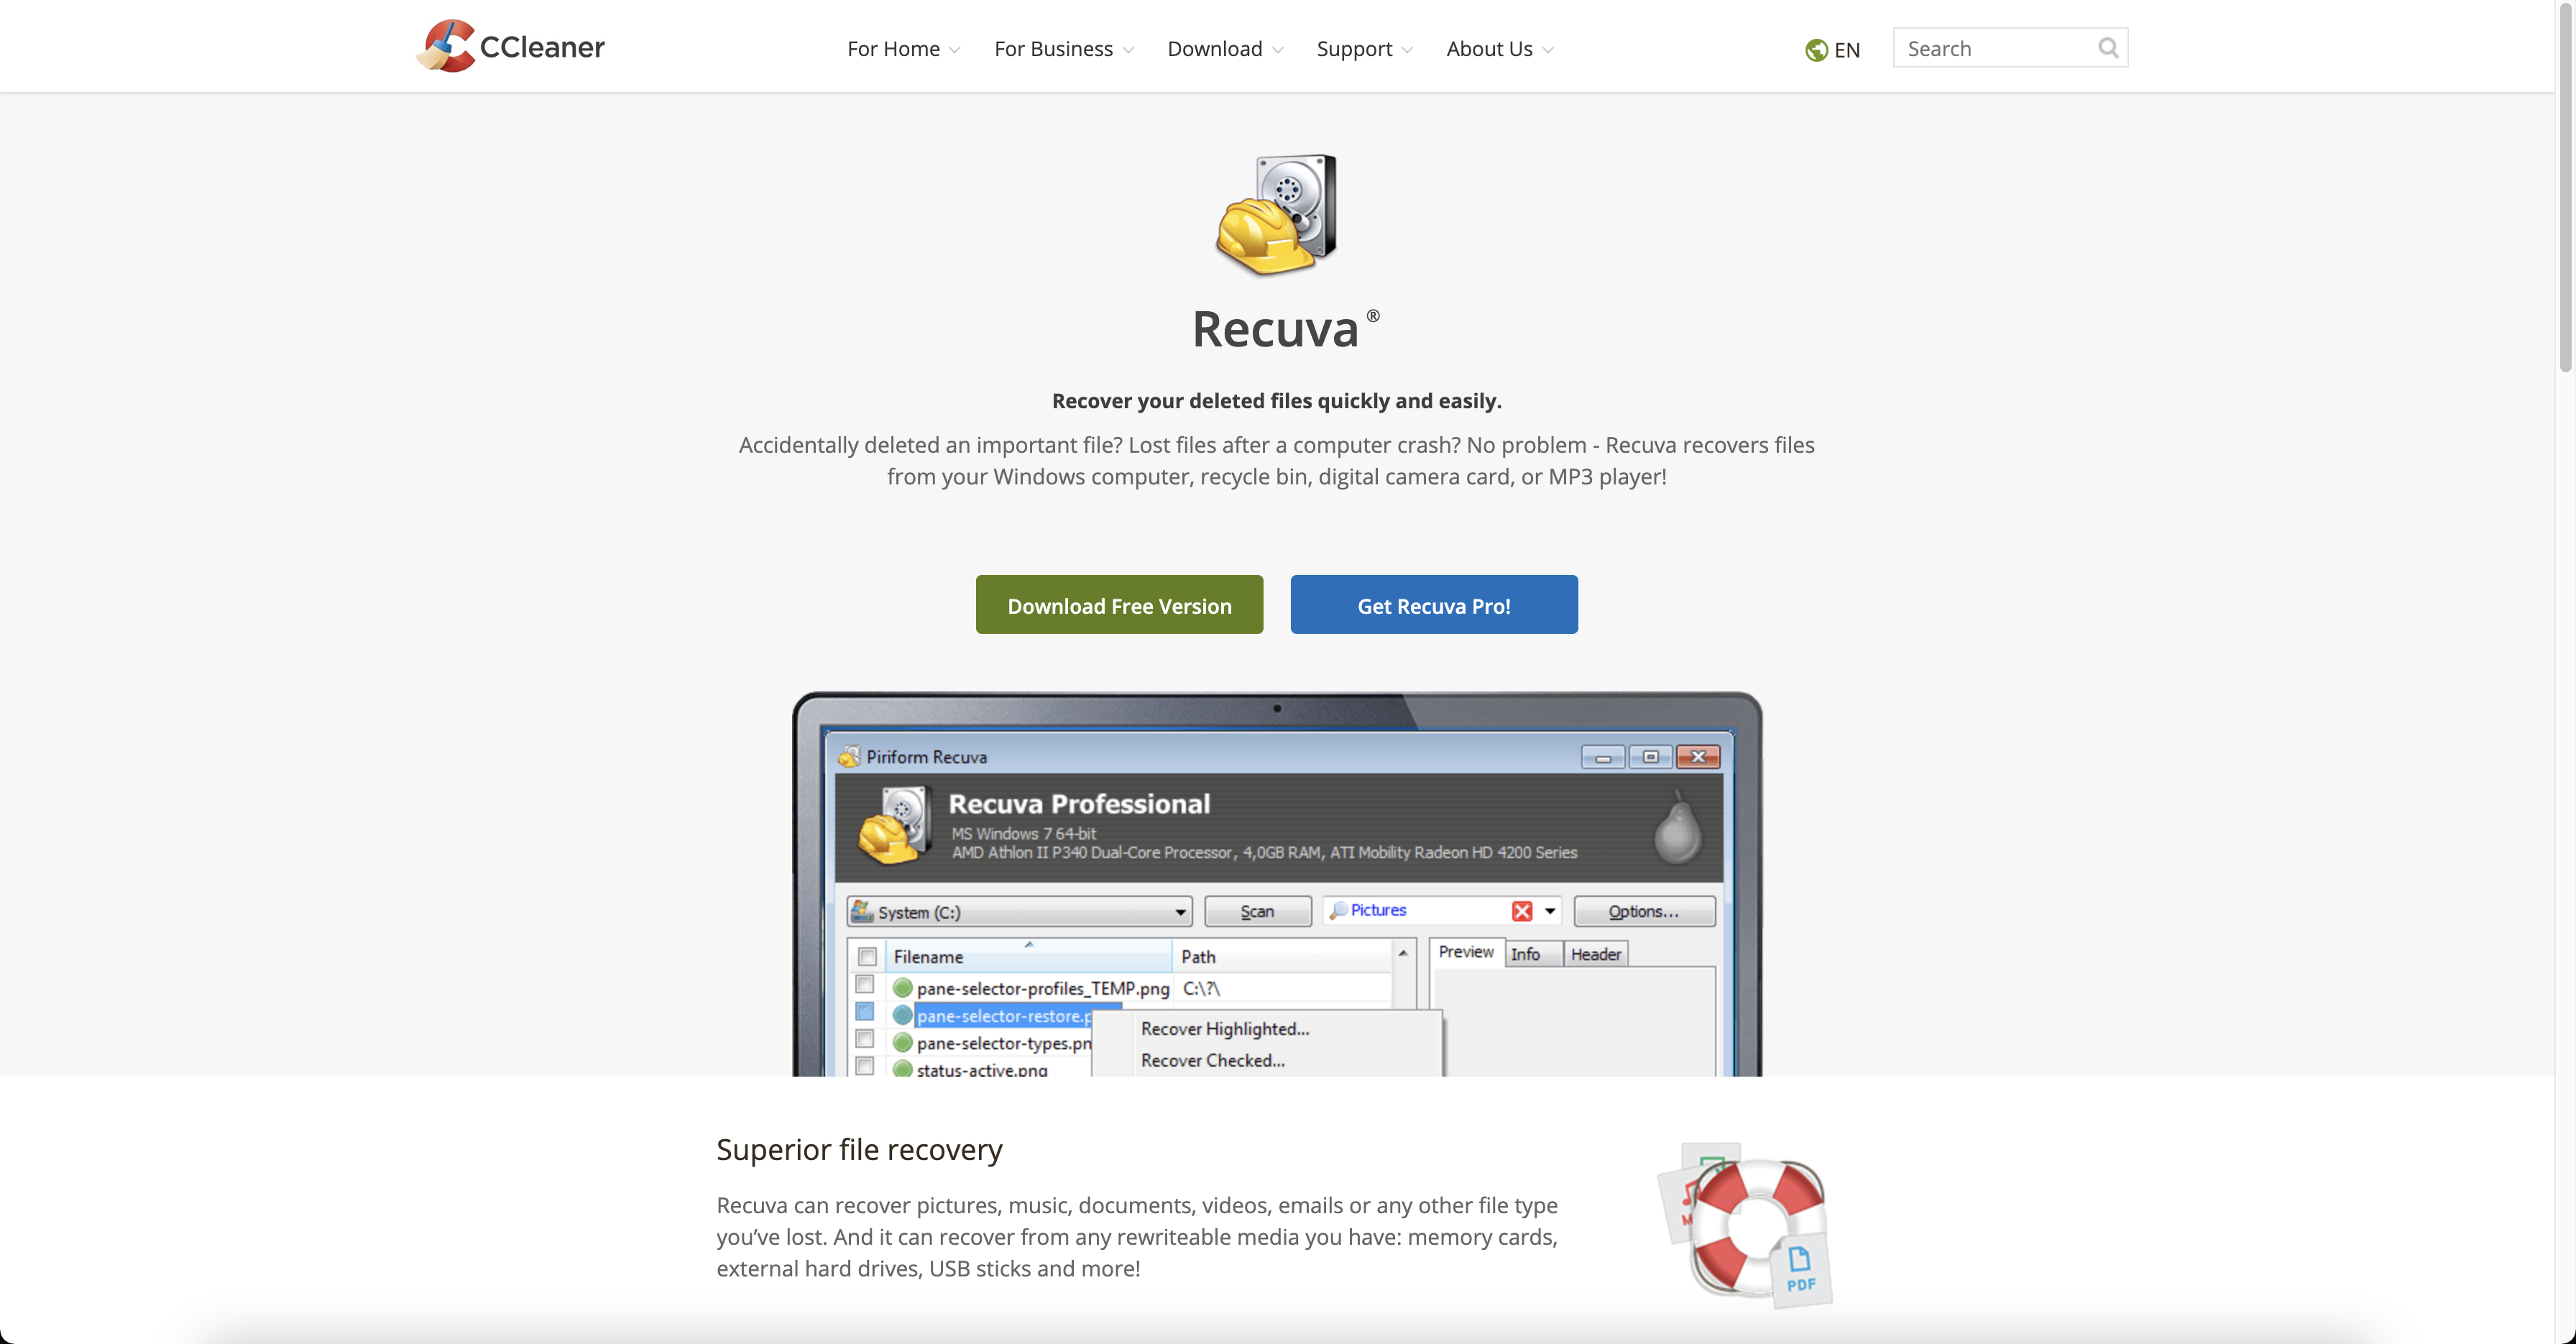 CCleaner
For Home
For Business
Download
Support
About Us
EN
Search
Recuva®
Recover your deleted files quickly and easily.
Accidentally deleted an important file? Lost files after a computer crash? No problem - Recuva recovers files
from your Windows computer, recycle bin, digital camera card, or MP3 player!
Download Free Version
Get Recuva Pro!
Piriform Recuva
Recuva Professional
MS Windows 7 64-bit
AMD Athlon II P340 Dual-Core Processor, 4,0GB RAM, ATI Mobility Radeon HD 4200 Series
System (C:)
Scan
Pictures
Options...
Filename
Path
Preview
Info
Header
pane-selector-profiles_TEMP.png
C:\?\
pane-selector-restore.p
Recover Highlighted...
pane-selector-types.pn
Recover Checked...
status-active.png
Superior file recovery
Recuva can recover pictures, music, documents, videos, emails or any other file type
you’ve lost. And it can recover from any rewriteable media you have: memory cards,
external hard drives, USB sticks and more!
PDF